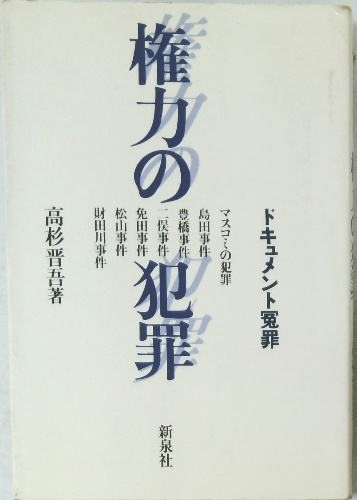 ドキュメント冤罪
権力の犯罪
マスコミの犯罪
島田事件
豊橋事件
二俣事件
免田事件
松山事件
財田川事件
高杉晋吾著
新泉社